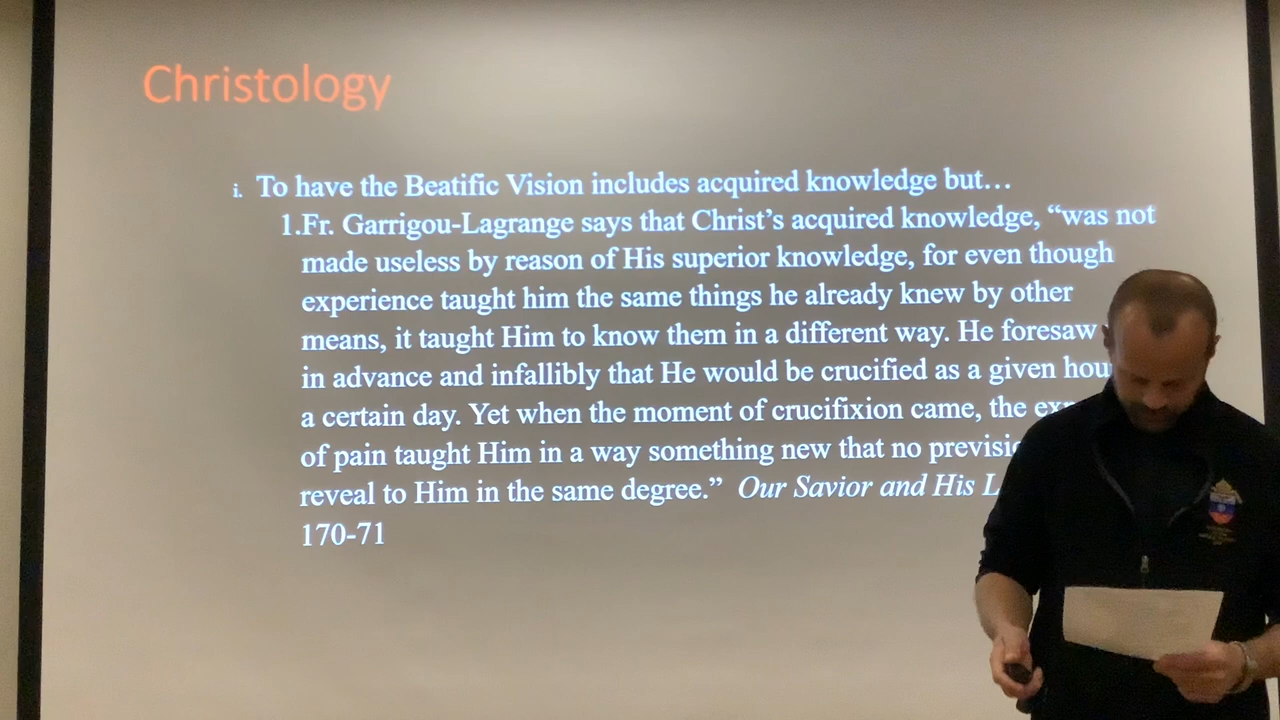 Christology
i. To have the Beatific Vision includes acquired knowledge but…
1.Fr. Garrigou-Lagrange says that Christ's acquired knowledge, “was not
made useless by reason of His superior knowledge, for even though
experience taught him the same things he already knew by other
means, it taught Him to know them in a different way. He foresaw
in advance and infallibly that He would be crucified as a given
a certain day. Yet when the moment of crucifixion came, the
of pain taught Him in a way something new that no
reveal to Him in the same degree.” Our Savior and His
170-71